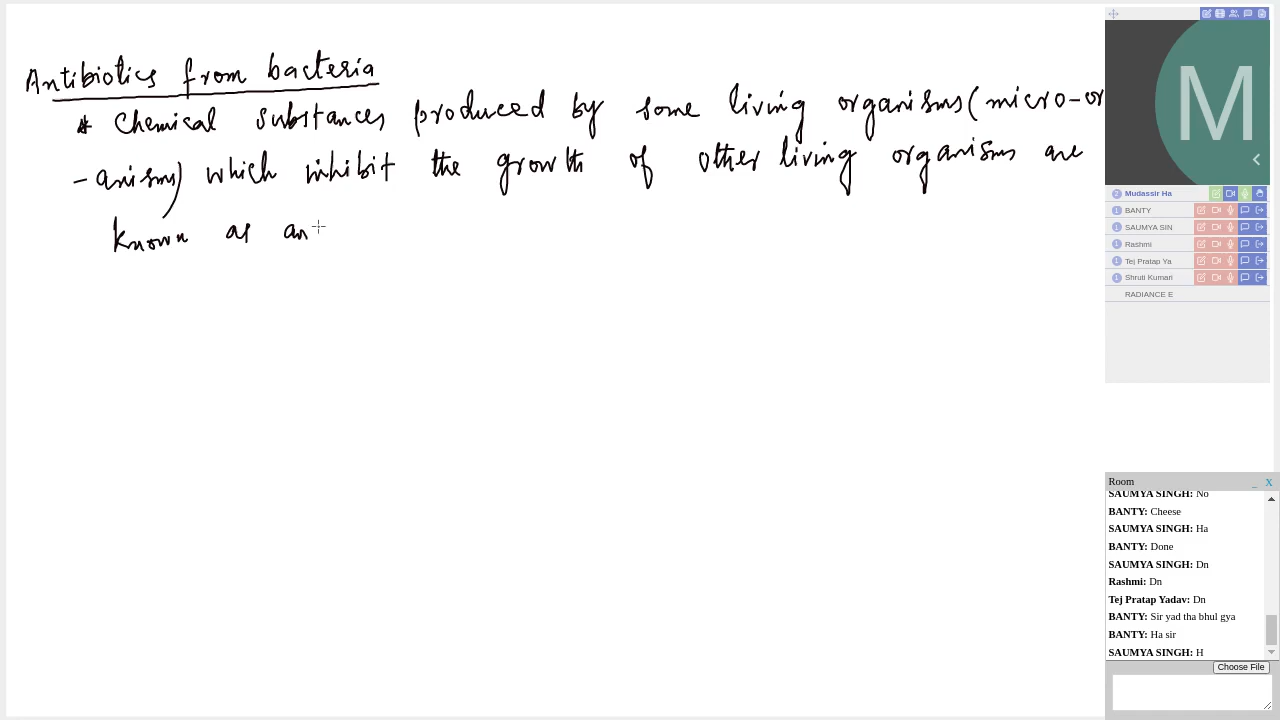 Antibiotics from bacteria
* Chemical substances produced by some living organisms (micro-or
- anisms) which inhibit the growth of other living organisms are
known as an
M
Mudassir Ha
BANTY
SAUMYA SIN
Rashmi
Tej Pratap Ya
Shruti Kumari
RADIANCE E
Room
_ X
SAUMYA SINGH: No
BANTY: Cheese
SAUMYA SINGH: Ha
BANTY: Done
SAUMYA SINGH: Dn
Rashmi: Dn
Tej Pratap Yadav: Dn
BANTY: Sir yad tha bhul gya
BANTY: Ha sir
SAUMYA SINGH: H
Choose File